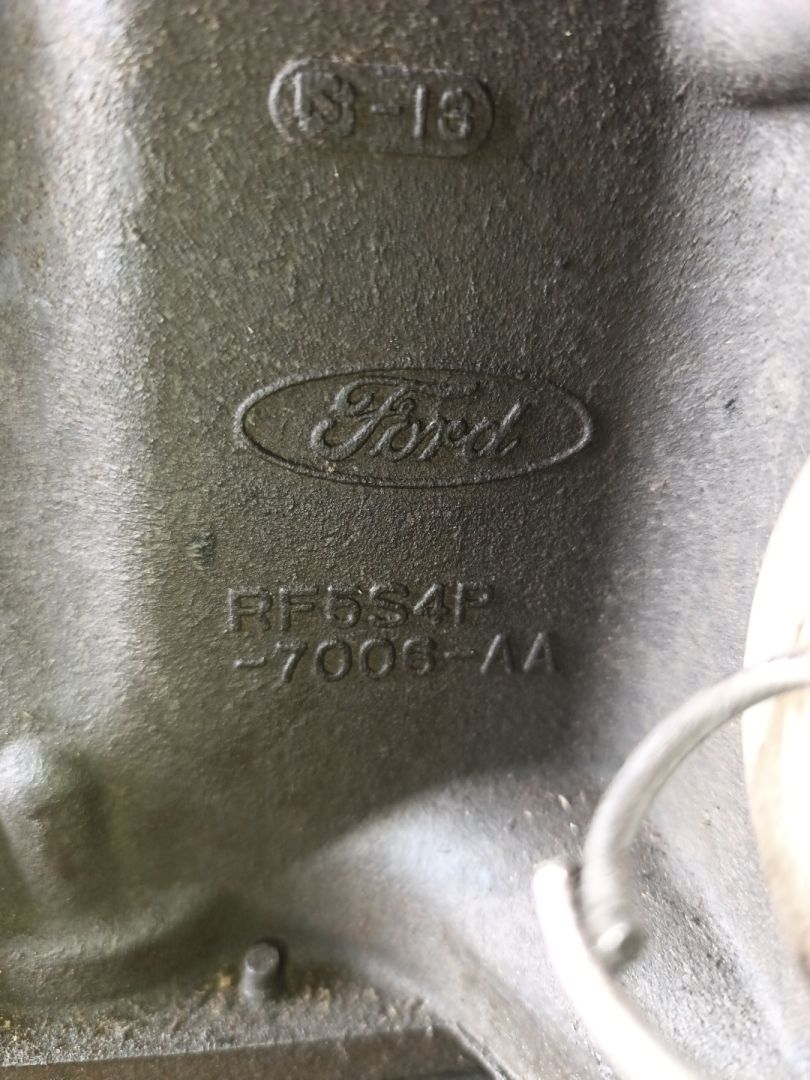 13-13
Ford
RF5S4P
-7006-AA